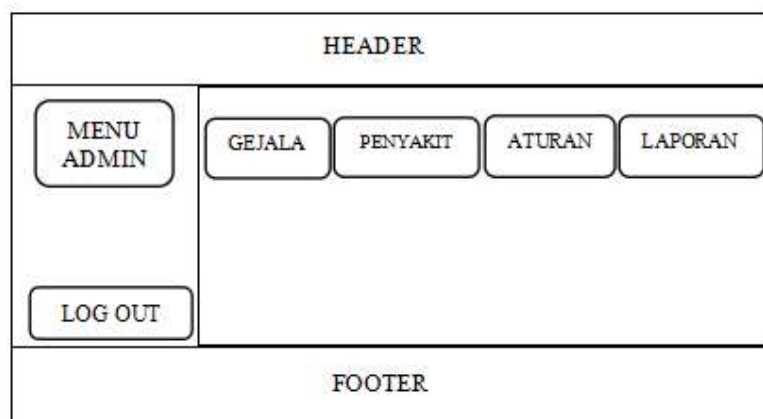 HEADER
MENU
ADMIN
GEJALA
PENYAKIT
ATURAN
LAPORAN
LOG OUT
FOOTER